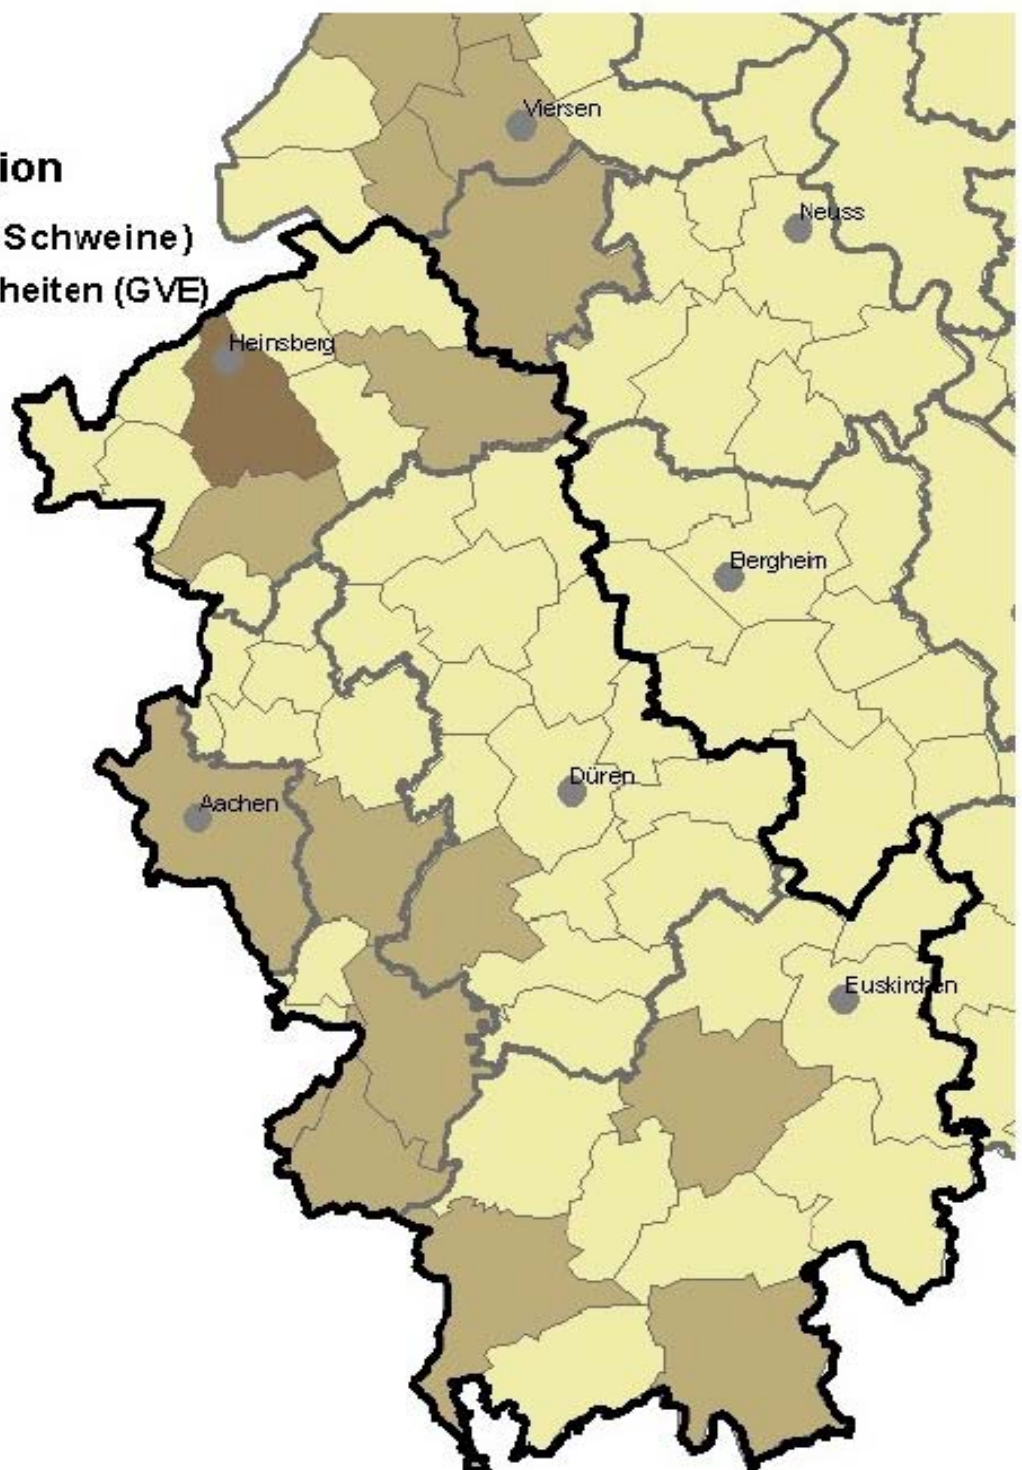 Viersen
ion
Neuss
Schweine)
heiten (GVE)
Heinsberg
Bergheim
Düren
Aachen
Euskirchen